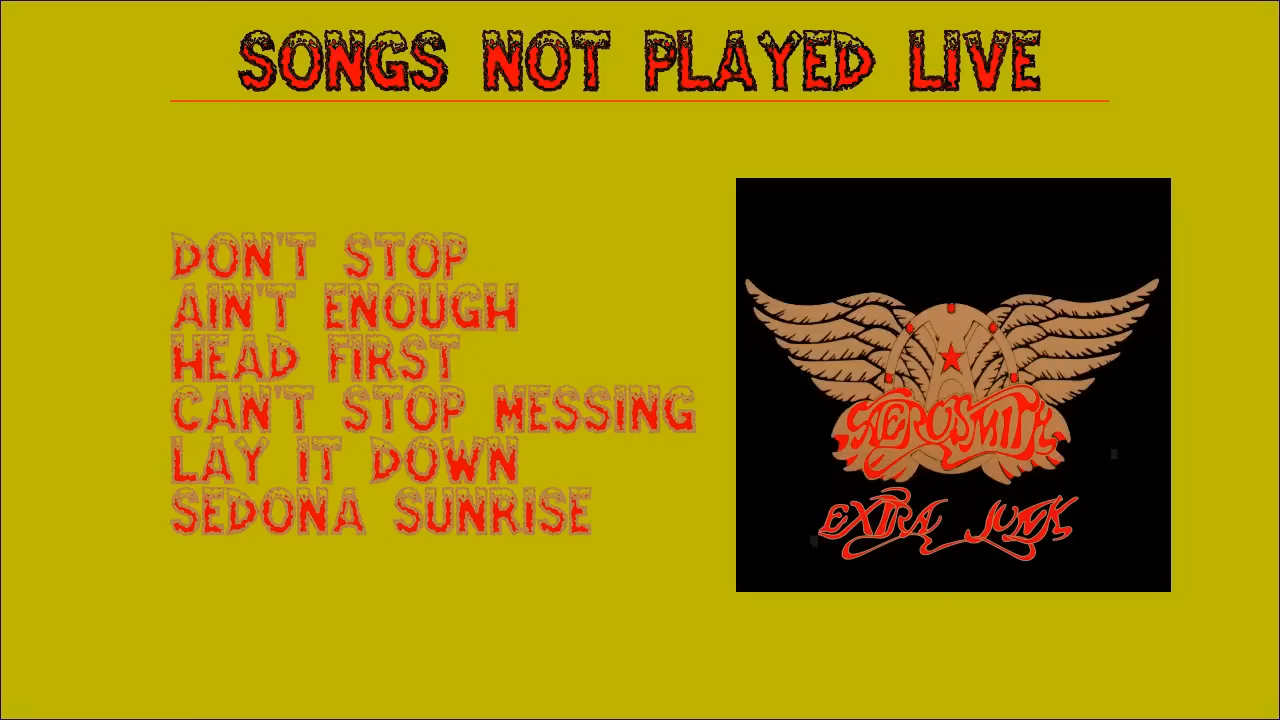 SONGS NOT PLAYED LIVE
DON'T STOP
AIN'T ENOUGH
HEAD FIRST
CAN'T STOP MESSING
LAY IT DOWN
SEDONA SUNRISE
AEROSMITH
EXTRA JUNK